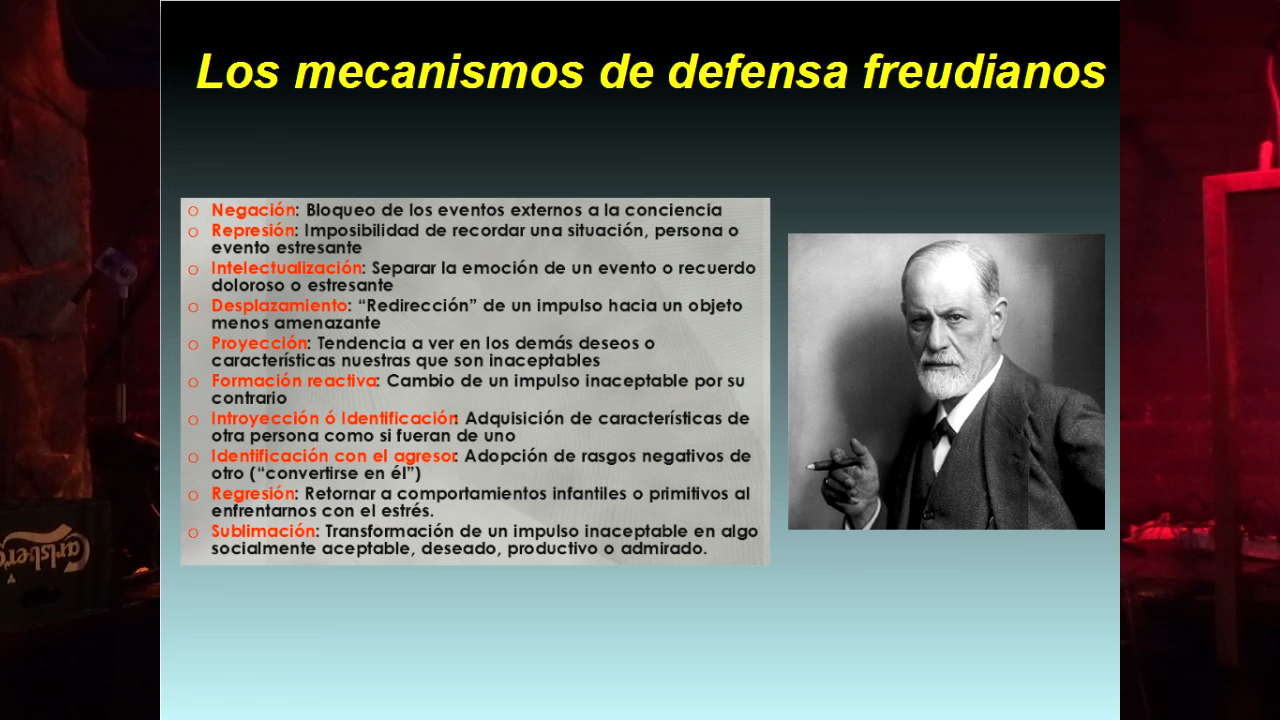 Los mecanismos de defensa freudianos
o Negación: Bloqueo de los eventos externos a la conciencia
o Represión: Imposibilidad de recordar una situación, persona o
evento estresante
o Intelectualización: Separar la emoción de un evento o recuerdo
doloroso o estresante
o Desplazamiento: “Redirección” de un impulso hacia un objeto
menos amenazante
o Proyección: Tendencia a ver en los demás deseos o
características nuestras que son inaceptables
o Formación reactiva: Cambio de un impulso inaceptable por su
contrario
o Introyección ó Identificación: Adquisición de características de
otra persona como si fueran de uno
o Identificación con el agresor: Adopción de rasgos negativos de
otro (“convertirse en él”)
o Regresión: Retornar a comportamientos infantiles o primitivos al
enfrentarnos con el estrés.
o Sublimación: Transformación de un impulso inaceptable en algo
socialmente aceptable, deseado, productivo o admirado.
Carlsberg